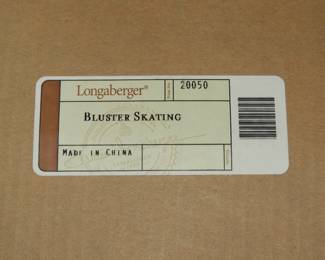 Longaberger®
20050
BLUSTER SKATING
MADE IN CHINA